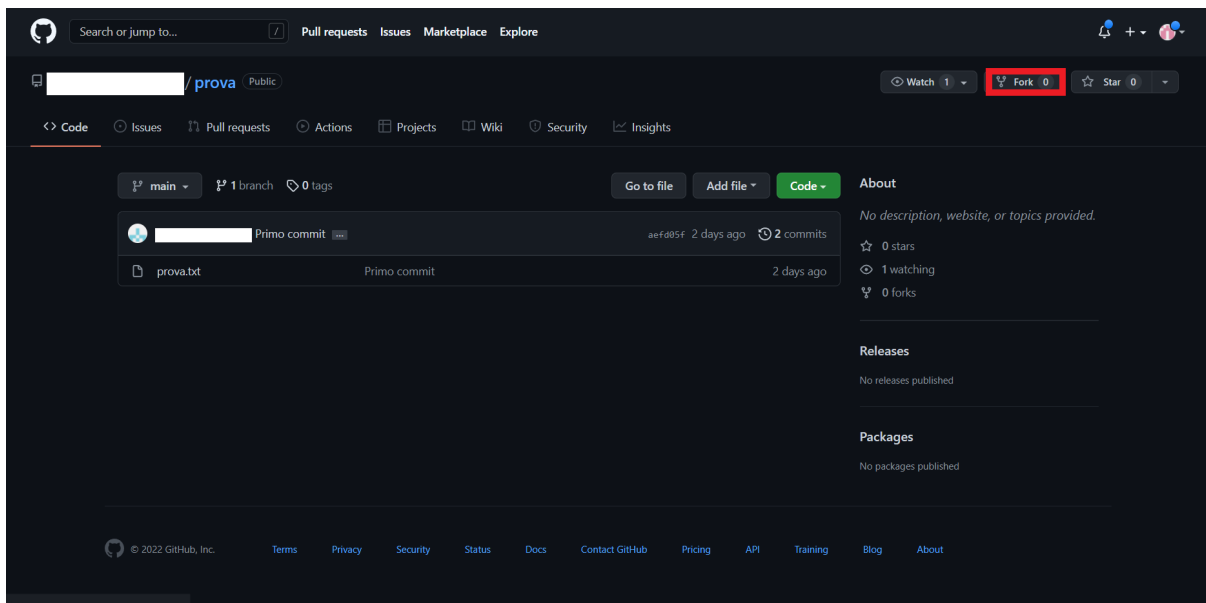 Search or jump to... / Pull requests Issues Marketplace Explore
/ prova Public Watch 1 Fork 0 Star 0
<> Code Issues Pull requests Actions Projects Wiki Security Insights
main 1 branch 0 tags Go to file Add file Code
About
No description, website, or topics provided.
Primo commit ... aefd05f 2 days ago 2 commits
prova.txt Primo commit 2 days ago
0 stars
1 watching
0 forks
Releases
No releases published
Packages
No packages published
© 2022 GitHub, Inc. Terms Privacy Security Status Docs Contact GitHub Pricing API Training Blog About